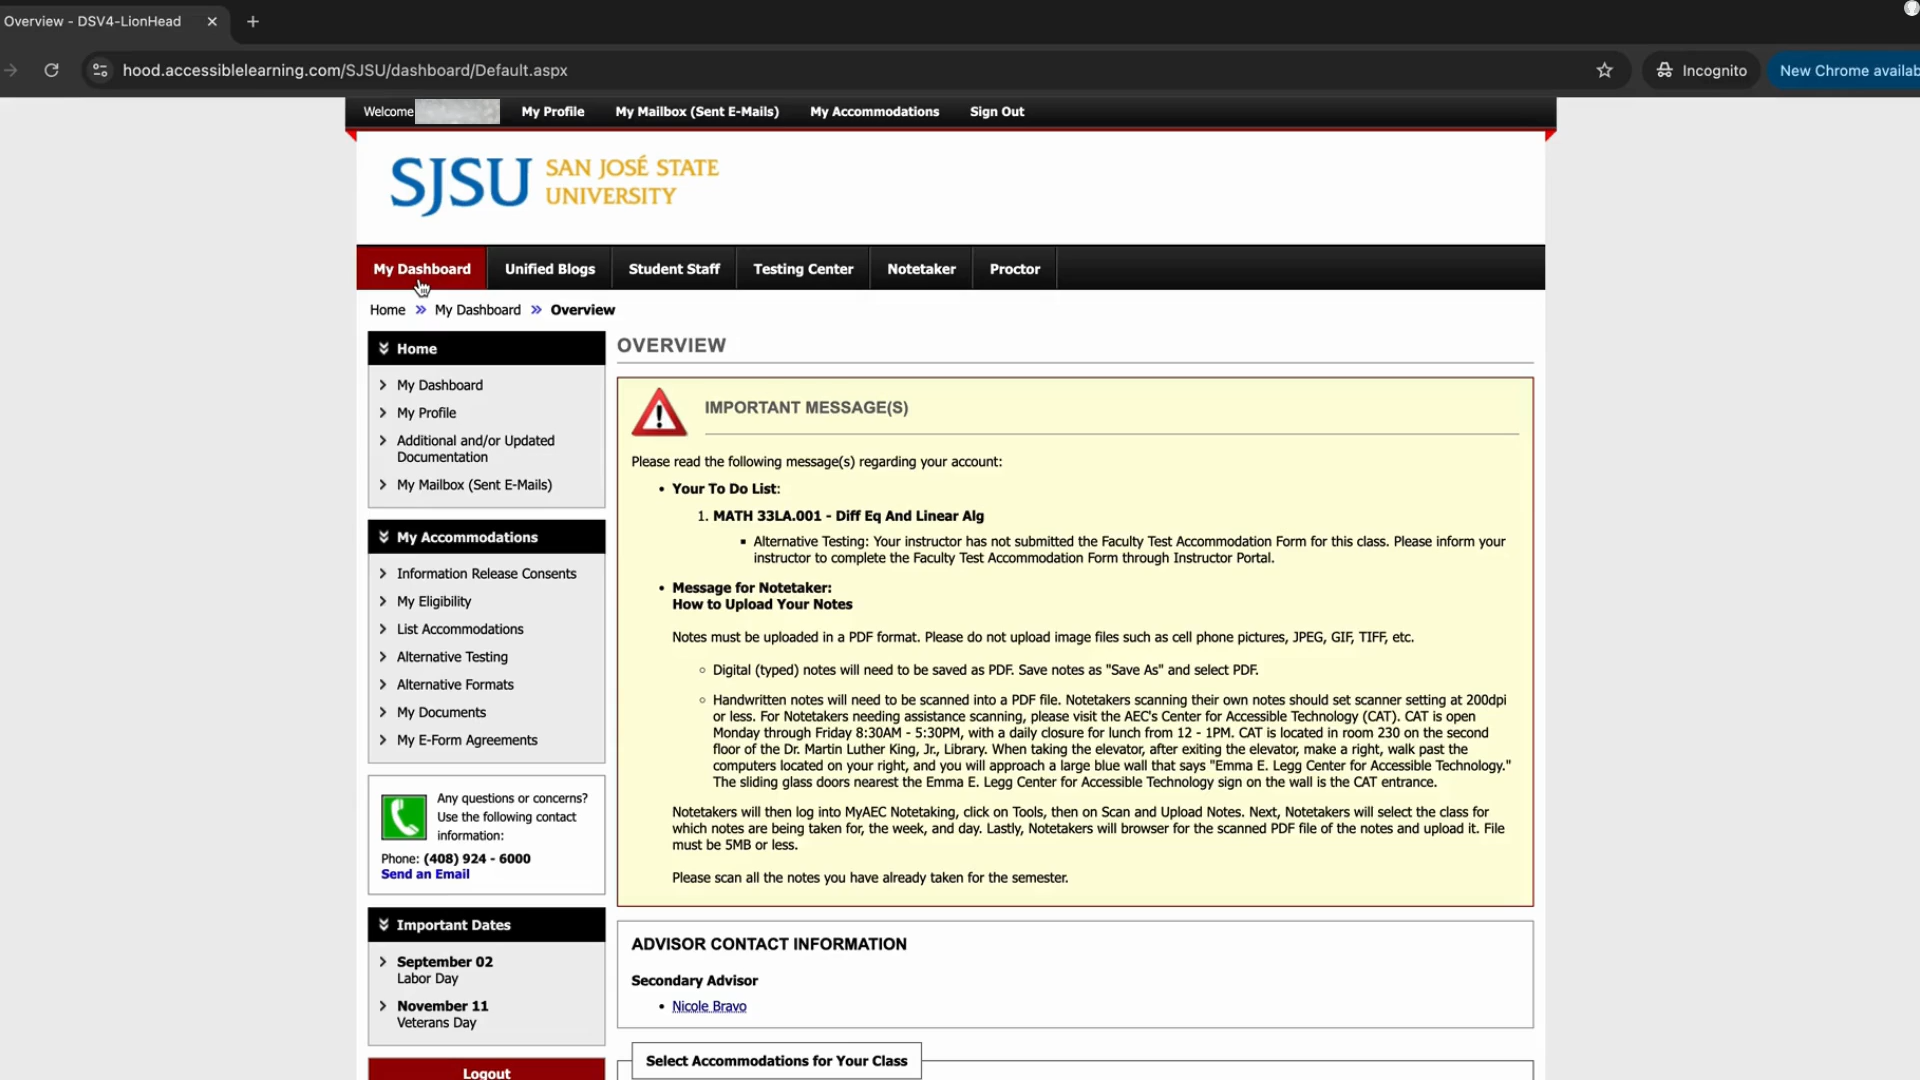 Overview - DSV4-LionHead
hood.accessiblelearning.com/SJSU/dashboard/Default.aspx
Incognito
New Chrome availab
Welcome
My Profile
My Mailbox (Sent E-Mails)
My Accommodations
Sign Out
SJSU SAN JOSÉ STATE
UNIVERSITY
My Dashboard
Unified Blogs
Student Staff
Testing Center
Notetaker
Proctor
Home » My Dashboard » Overview
Home
My Dashboard
My Profile
Additional and/or Updated
Documentation
My Mailbox (Sent E-Mails)
My Accommodations
Information Release Consents
My Eligibility
List Accommodations
Alternative Testing
Alternative Formats
My Documents
My E-Form Agreements
Any questions or concerns?
Use the following contact
information:
Phone: (408) 924 - 6000
Send an Email
Important Dates
September 02
Labor Day
November 11
Veterans Day
Logout
OVERVIEW
IMPORTANT MESSAGE(S)
Please read the following message(s) regarding your account:
• Your To Do List:
1. MATH 33LA.001 - Diff Eq And Linear Alg
▪ Alternative Testing: Your instructor has not submitted the Faculty Test Accommodation Form for this class. Please inform your
instructor to complete the Faculty Test Accommodation Form through Instructor Portal.
• Message for Notetaker:
How to Upload Your Notes
Notes must be uploaded in a PDF format. Please do not upload image files such as cell phone pictures, JPEG, GIF, TIFF, etc.
◦ Digital (typed) notes will need to be saved as PDF. Save notes as "Save As" and select PDF.
◦ Handwritten notes will need to be scanned into a PDF file. Notetakers scanning their own notes should set scanner setting at 200dpi
or less. For Notetakers needing assistance scanning, please visit the AEC's Center for Accessible Technology (CAT). CAT is open
Monday through Friday 8:30AM - 5:30PM, with a daily closure for lunch from 12 - 1PM. CAT is located in room 230 on the second
floor of the Dr. Martin Luther King, Jr., Library. When taking the elevator, after exiting the elevator, make a right, walk past the
computers located on your right, and you will approach a large blue wall that says "Emma E. Legg Center for Accessible Technology."
The sliding glass doors nearest the Emma E. Legg Center for Accessible Technology sign on the wall is the CAT entrance.
Notetakers will then log into MyAEC Notetaking, click on Tools, then on Scan and Upload Notes. Next, Notetakers will select the class for
which notes are being taken for, the week, and day. Lastly, Notetakers will browser for the scanned PDF file of the notes and upload it. File
must be 5MB or less.
Please scan all the notes you have already taken for the semester.
ADVISOR CONTACT INFORMATION
Secondary Advisor
• Nicole Bravo
Select Accommodations for Your Class